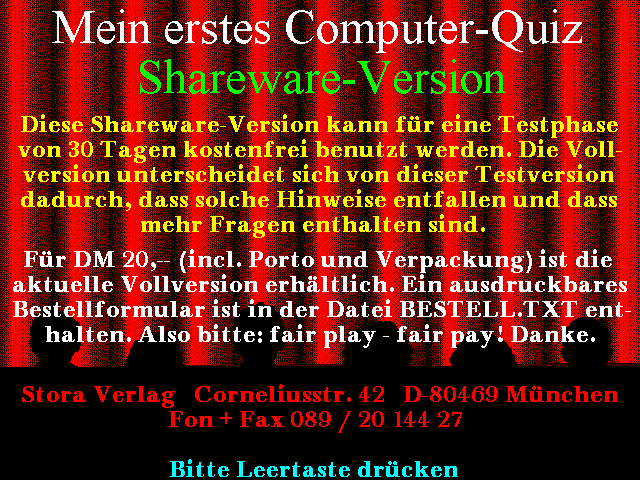 Mein erstes Computer-Quiz
Shareware-Version
Diese Shareware-Version kann für eine Testphase
von 30 Tagen kostenfrei benutzt werden. Die Voll-
version unterscheidet sich von dieser Testversion
dadurch, dass solche Hinweise entfallen und dass
mehr Fragen enthalten sind.
Für DM 20,-- (incl. Porto und Verpackung) ist die
aktuelle Vollversion erhältlich. Ein ausdruckbares
Bestellformular ist in der Datei BESTELL.TXT ent-
halten. Also bitte: fair play - fair pay! Danke.
Stora Verlag Corneliusstr. 42 D-80469 München
Fon + Fax 089 / 20 144 27
Bitte Leertaste drücken